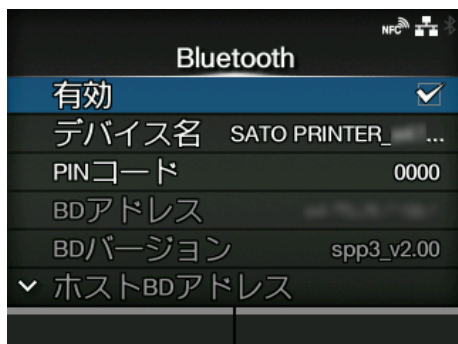 NFC
Bluetooth
有効
デバイス名 SATO PRINTER_ ...
PINコード 0000
BDアドレス
BDバージョン spp3_v2.00
ホストBDアドレス